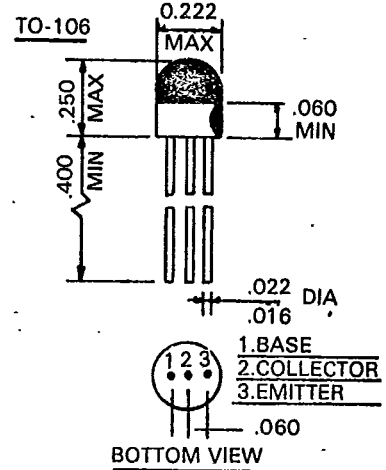 TO-106
0.222
MAX
.250
MAX
.060
MIN
.400
MIN
.022
.016
DIA
1 2 3
1.BASE
2.COLLECTOR
3.EMITTER
.060
BOTTOM VIEW